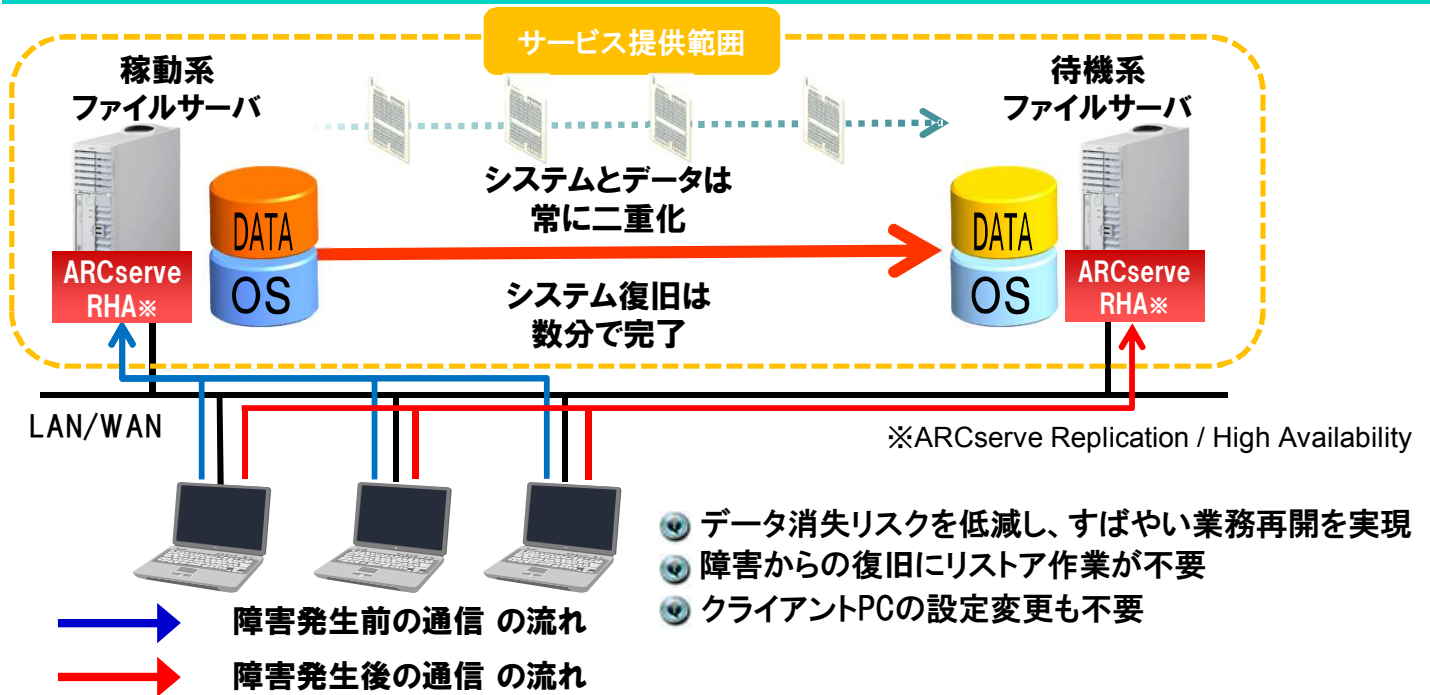 サービス提供範囲
稼動系
ファイルサーバ
待機系
ファイルサーバ
システムとデータは
常に二重化
DATA
OS
DATA
OS
ARCserve
RHA※
ARCserve
RHA※
システム復旧は
数分で完了
LAN/WAN
※ARCserve Replication / High Availability
データ消失リスクを低減し、すばやい業務再開を実現
障害からの復旧にリストア作業が不要
クライアントPCの設定変更も不要
障害発生前の通信 の流れ
障害発生後の通信 の流れ